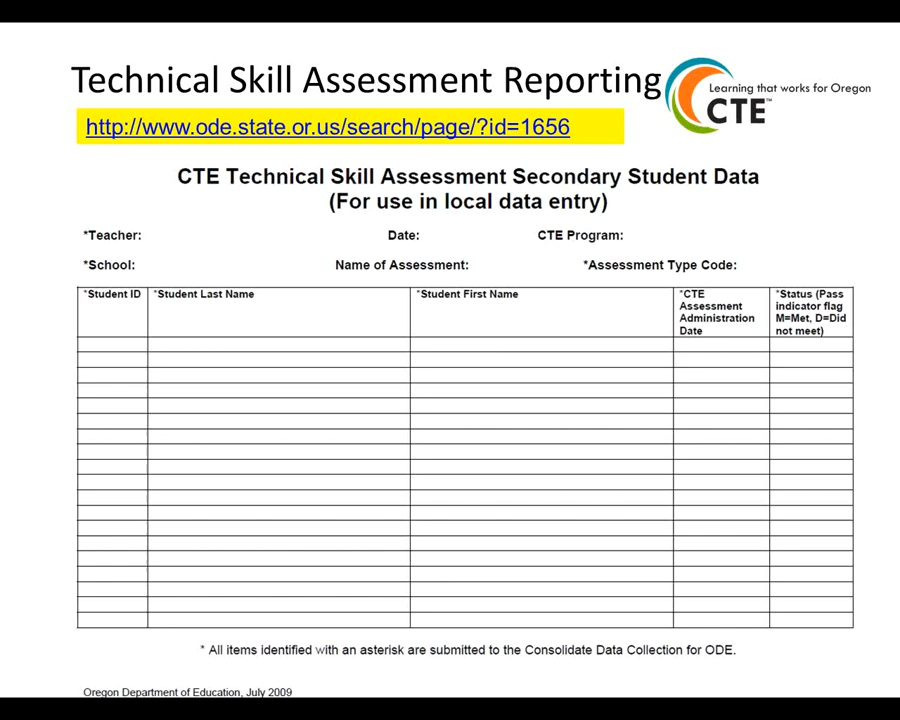 Technical Skill Assessment Reporting
Learning that works for Oregon
CTE™
http://www.ode.state.or.us/search/page/?id=1656
CTE Technical Skill Assessment Secondary Student Data
(For use in local data entry)
*Teacher: Date: CTE Program:
*School: Name of Assessment: *Assessment Type Code:
*Student ID *Student Last Name *Student First Name *CTE Assessment Administration Date *Status (Pass indicator flag M=Met, D=Did not meet)
* All items identified with an asterisk are submitted to the Consolidate Data Collection for ODE.
Oregon Department of Education, July 2009